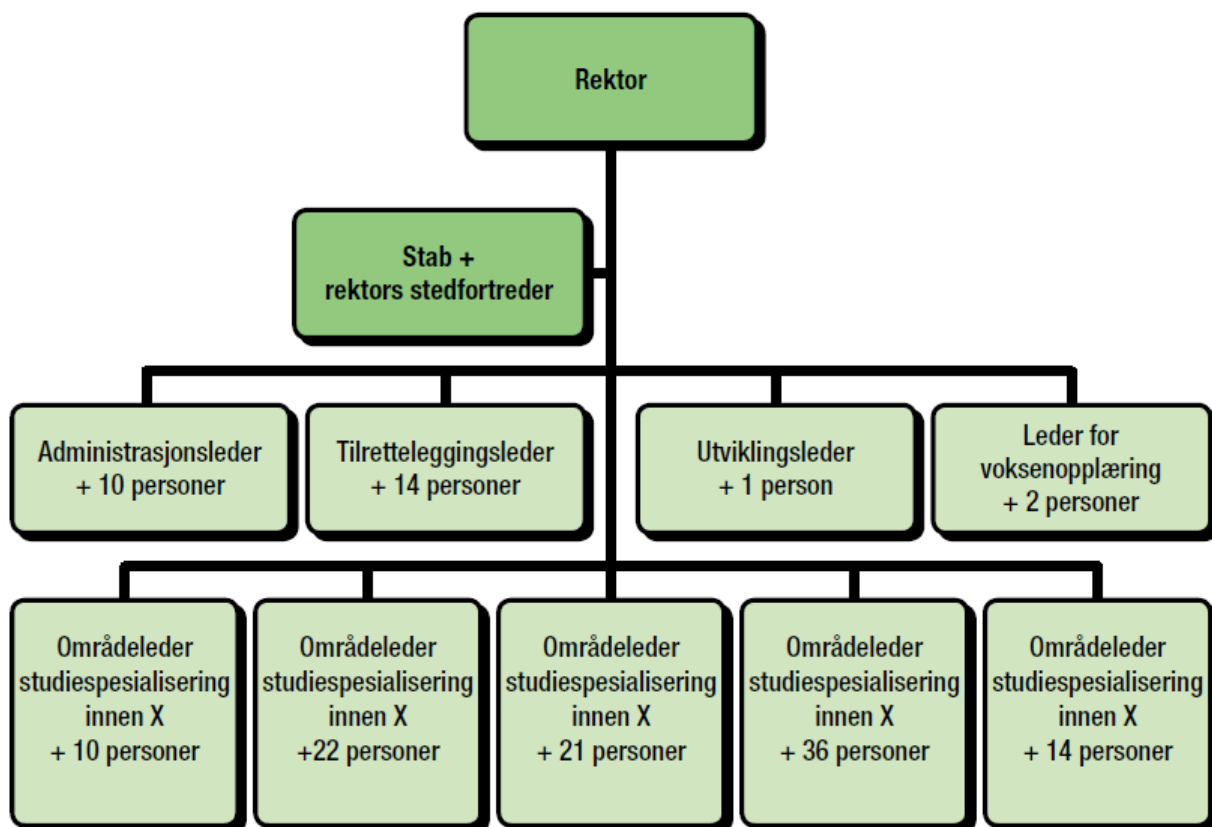 Rektor
Stab +
rektors stedfortreder
Administrasjonsleder
+ 10 personer
Tilretteleggingsleder
+ 14 personer
Utviklingsleder
+ 1 person
Leder for
voksenopplæring
+ 2 personer
Områdeleder
studiespesialisering
innen X
+ 10 personer
Områdeleder
studiespesialisering
innen X
+22 personer
Områdeleder
studiespesialisering
innen X
+ 21 personer
Områdeleder
studiespesialisering
innen X
+ 36 personer
Områdeleder
studiespesialisering
innen X
+ 14 personer